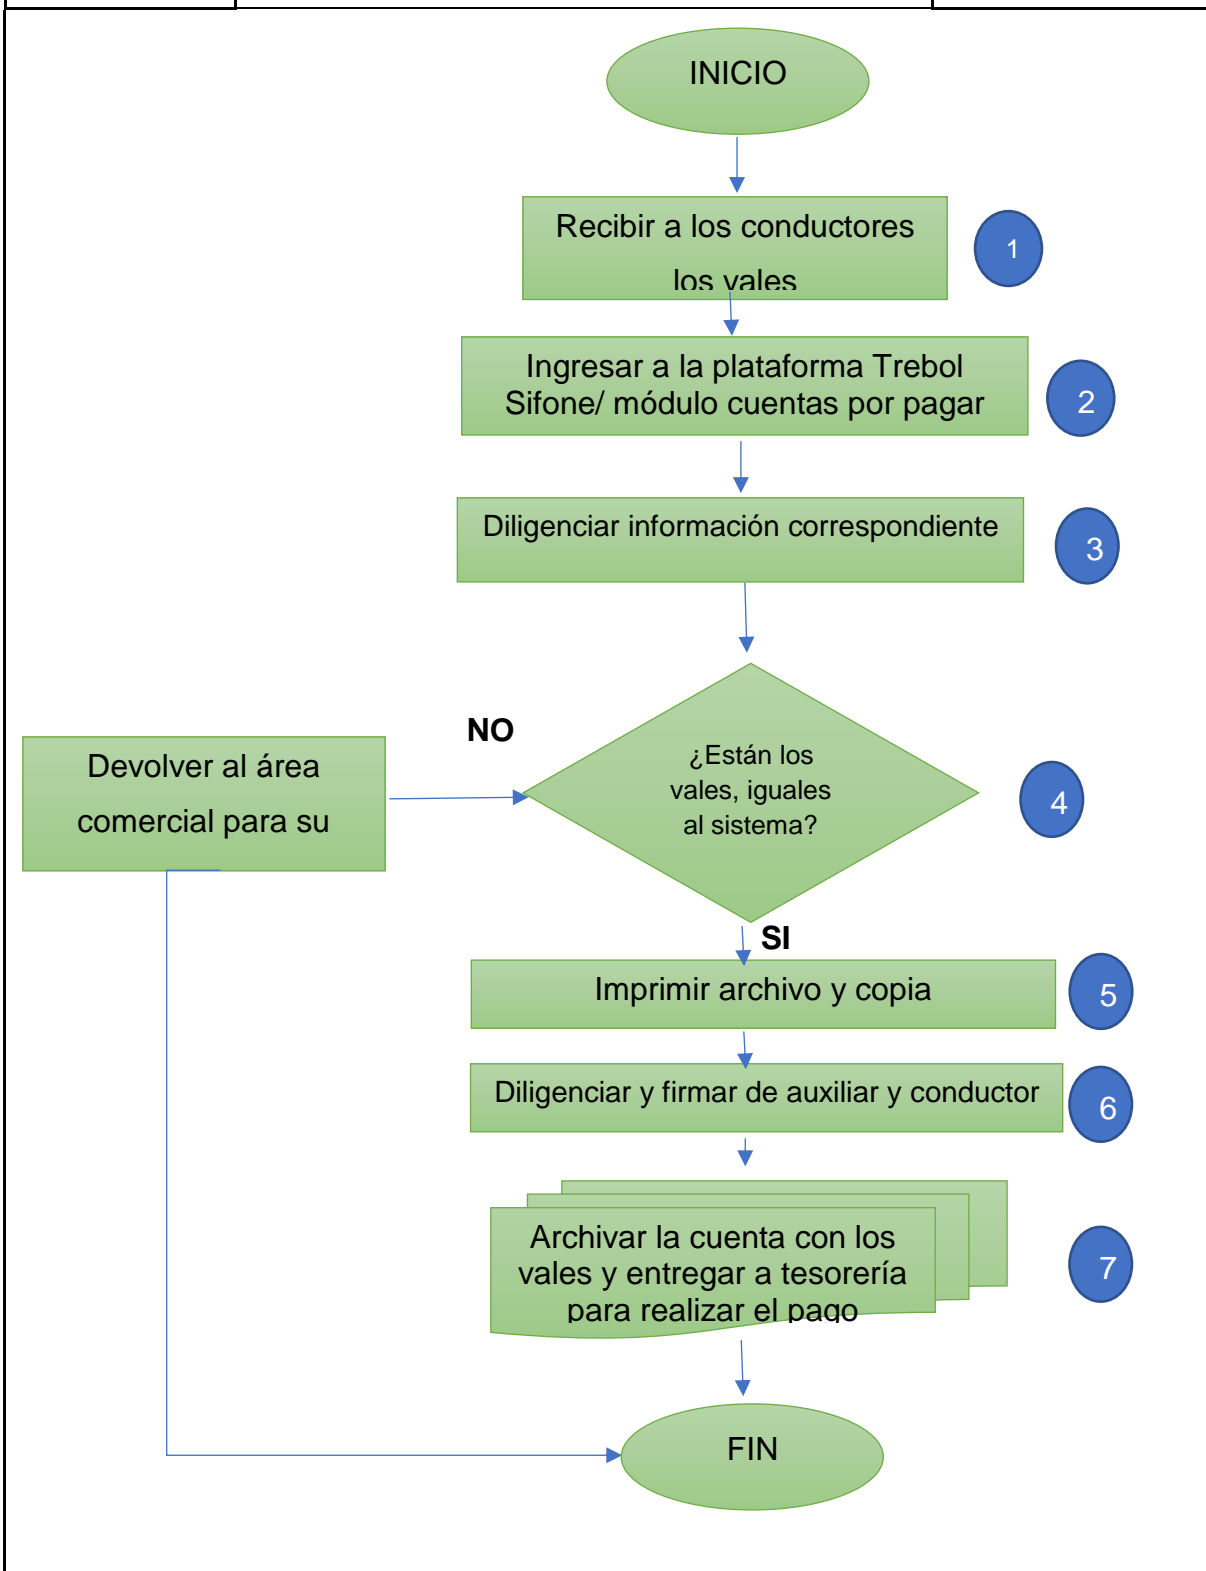 INICIO
Recibir a los conductores
los vales
1
Ingresar a la plataforma Trebol
Sifone/ módulo cuentas por pagar
2
Diligenciar información correspondiente
3
NO
¿Están los
vales, iguales
al sistema?
4
Devolver al área
comercial para su
SI
Imprimir archivo y copia
5
Diligenciar y firmar de auxiliar y conductor
6
Archivar la cuenta con los
vales y entregar a tesorería
para realizar el pago
7
FIN